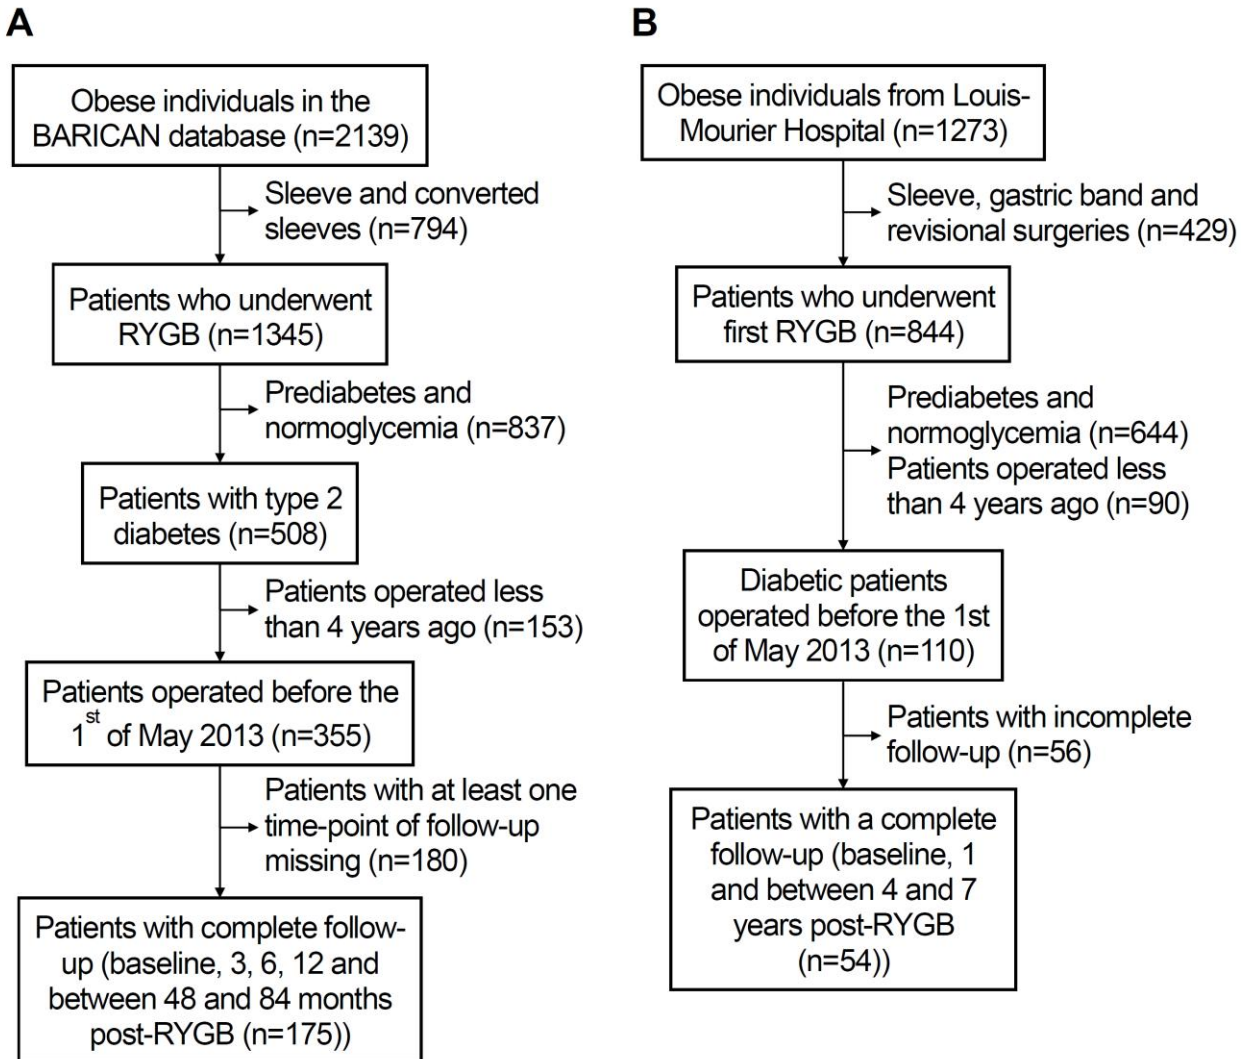 A
Obese individuals in the
BARICAN database (n=2139)
Sleeve and converted
sleeves (n=794)
Patients who underwent
RYGB (n=1345)
Prediabetes and
normoglycemia (n=837)
Patients with type 2
diabetes (n=508)
Patients operated less
than 4 years ago (n=153)
Patients operated before the
1st of May 2013 (n=355)
Patients with at least one
time-point of follow-up
missing (n=180)
Patients with complete follow-
up (baseline, 3, 6, 12 and
between 48 and 84 months
post-RYGB (n=175))
B
Obese individuals from Louis-
Mourier Hospital (n=1273)
Sleeve, gastric band and
revisional surgeries (n=429)
Patients who underwent
first RYGB (n=844)
Prediabetes and
normoglycemia (n=644)
Patients operated less
than 4 years ago (n=90)
Diabetic patients
operated before the 1st
of May 2013 (n=110)
Patients with incomplete
follow-up (n=56)
Patients with a complete
follow-up (baseline, 1
and between 4 and 7
years post-RYGB
(n=54))